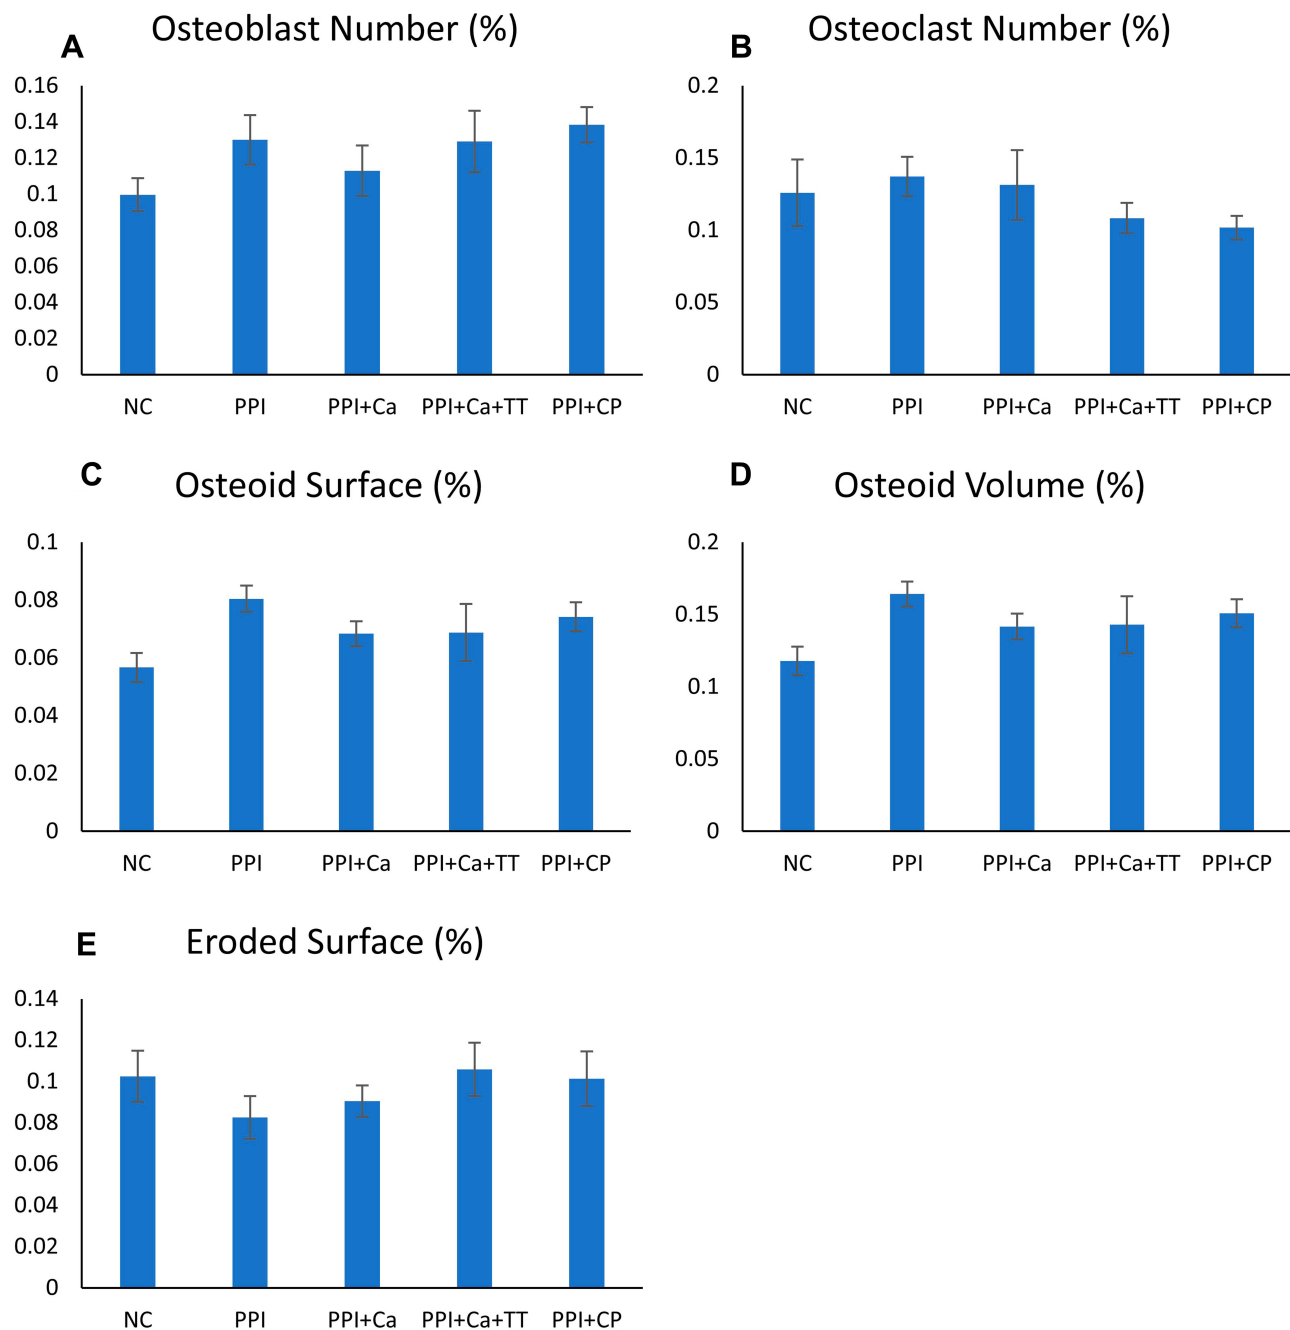 A
Osteoblast Number (%)
0.16
0.14
0.12
0.1
0.08
0.06
0.04
0.02
0
NC PPI PPI+Ca PPI+Ca+TT PPI+CP
B
Osteoclast Number (%)
0.2
0.15
0.1
0.05
0
NC PPI PPI+Ca PPI+Ca+TT PPI+CP
C
Osteoid Surface (%)
0.1
0.08
0.06
0.04
0.02
0
NC PPI PPI+Ca PPI+Ca+TT PPI+CP
D
Osteoid Volume (%)
0.2
0.15
0.1
0.05
0
NC PPI PPI+Ca PPI+Ca+TT PPI+CP
E
Eroded Surface (%)
0.14
0.12
0.1
0.08
0.06
0.04
0.02
0
NC PPI PPI+Ca PPI+Ca+TT PPI+CP